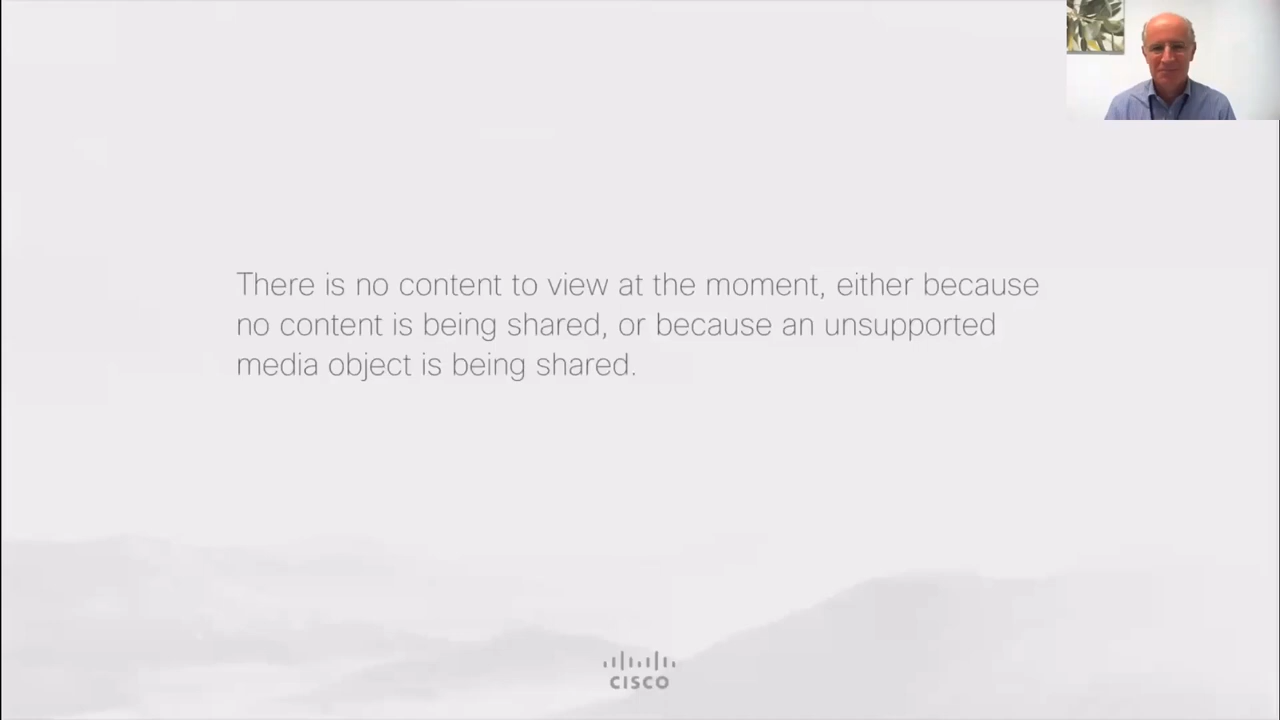 There is no content to view at the moment, either because
no content is being shared, or because an unsupported
media object is being shared.
CISCO